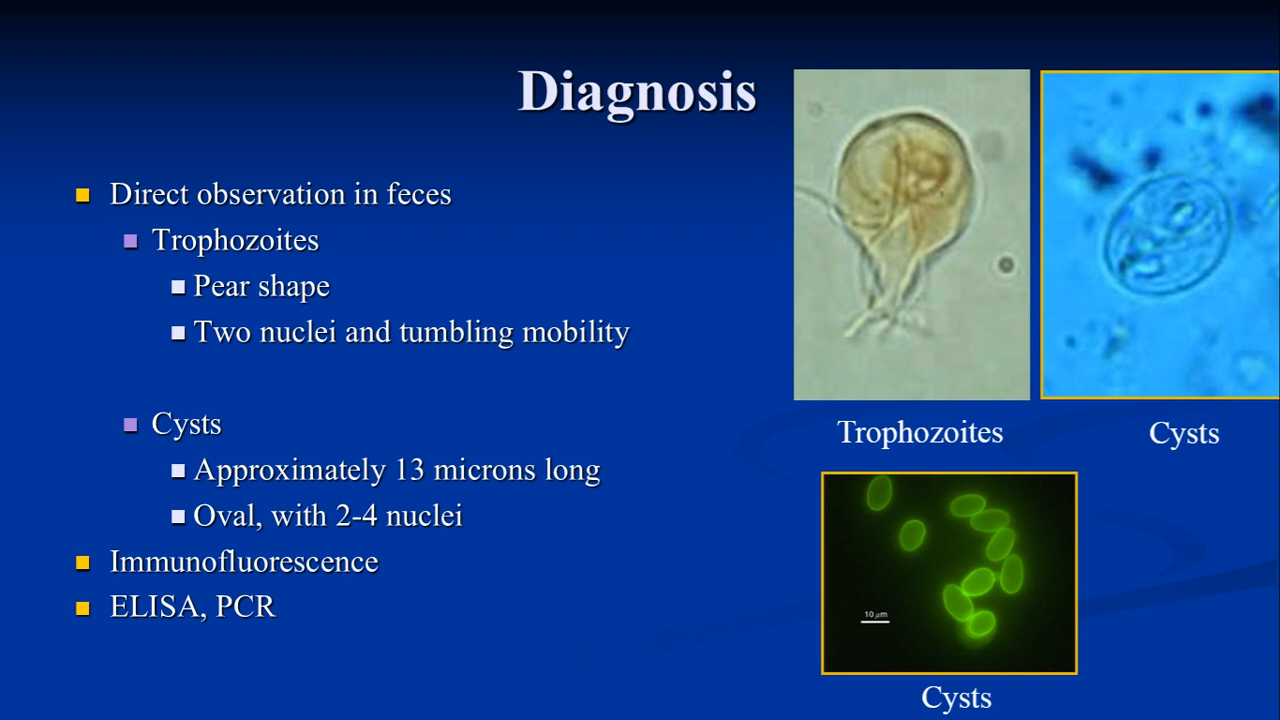 Diagnosis
Direct observation in feces
Trophozoites
Pear shape
Two nuclei and tumbling mobility
Cysts
Approximately 13 microns long
Oval, with 2-4 nuclei
Immunofluorescence
ELISA, PCR
Trophozoites
Cysts
10 μm
Cysts